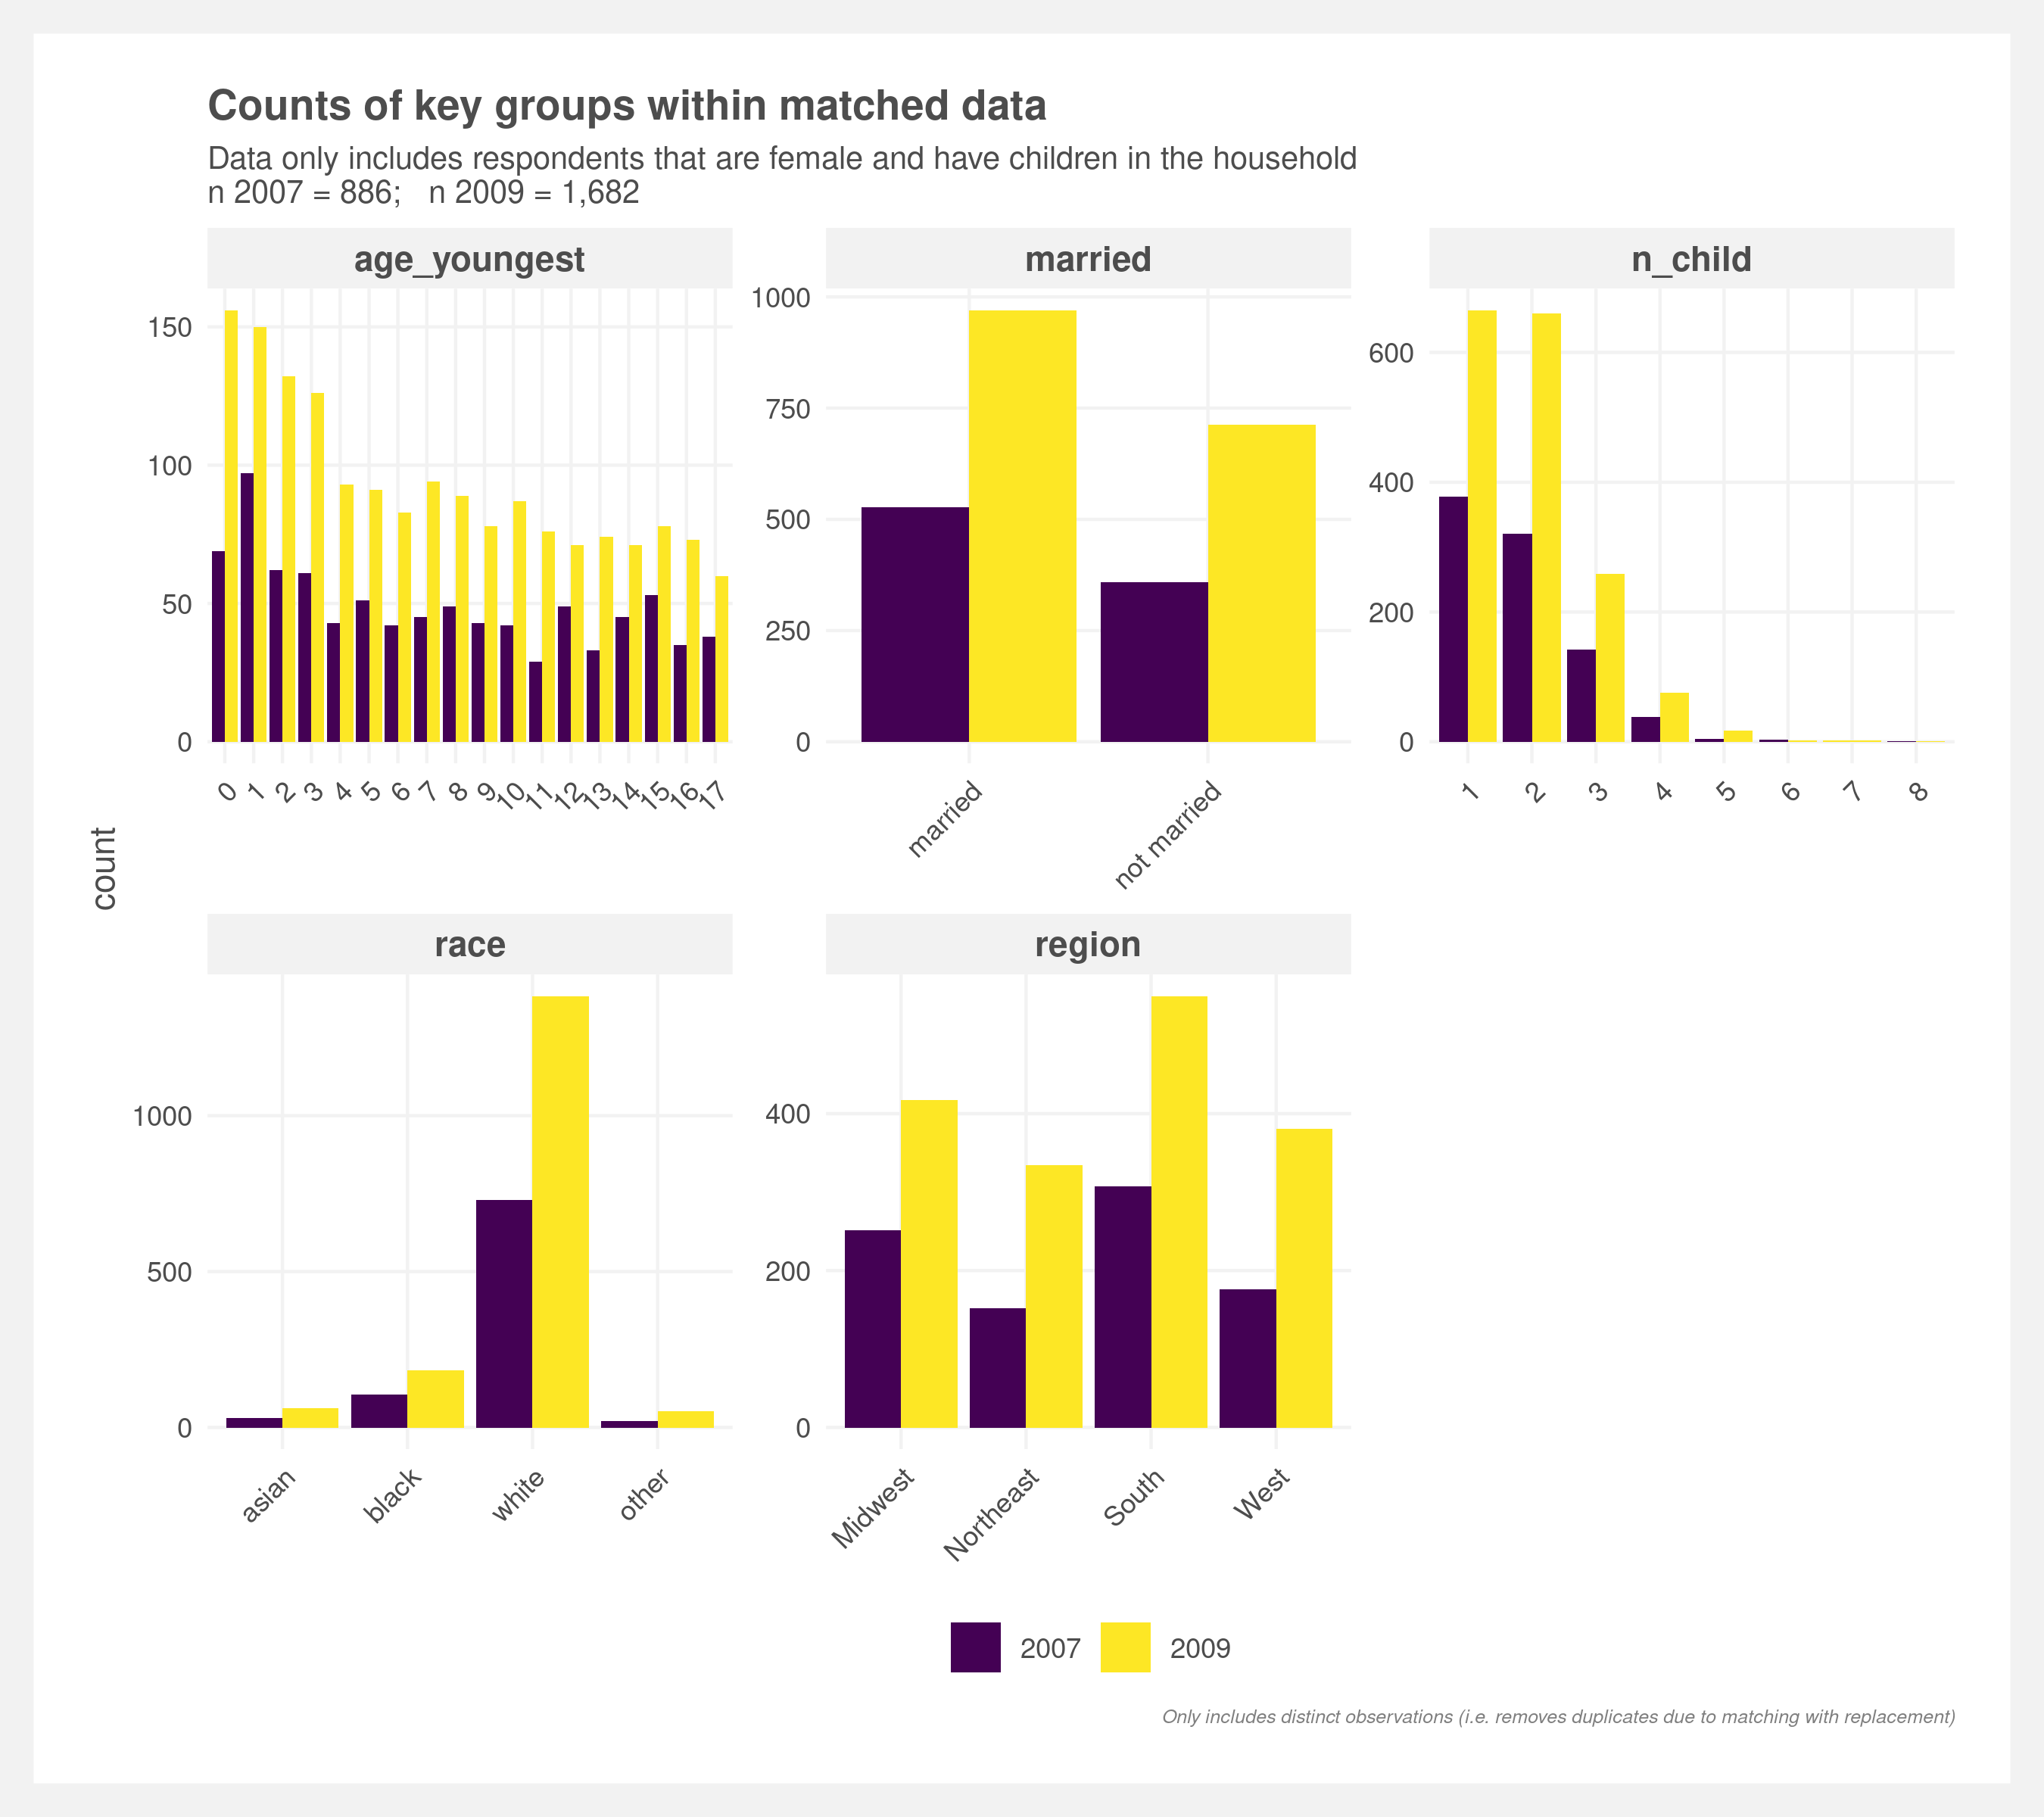 Counts of key groups within matched data
Data only includes respondents that are female and have children in the household
n 2007 = 886;   n 2009 = 1,682
count
age_youngest
150
100
50
0
0 1 2 3 4 5 6 7 8 9 10 11 12 13 14 15 16 17
married
1000
750
500
250
0
married not married
n_child
600
400
200
0
1 2 3 4 5 6 7 8
race
1000
500
0
asian black white other
region
400
200
0
Midwest Northeast South West
2007 2009
Only includes distinct observations (i.e. removes duplicates due to matching with replacement)